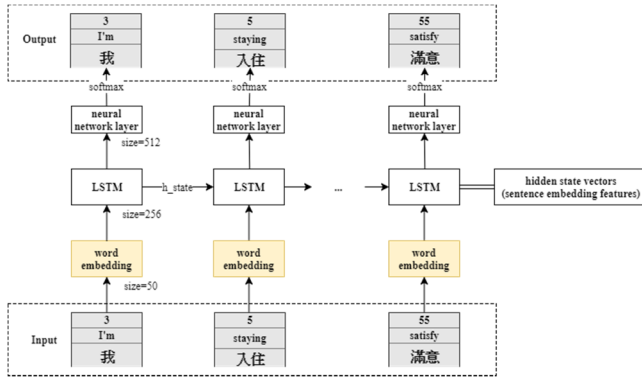 Output
3
I'm
我
5
staying
入住
55
satisfy
滿意
softmax
softmax
softmax
neural
network layer
neural
network layer
neural
network layer
size=512
LSTM
h_state
LSTM
...
LSTM
hidden state vectors
(sentence embedding features)
size=256
word
embedding
word
embedding
word
embedding
size=50
Input
3
I'm
我
5
staying
入住
55
satisfy
滿意